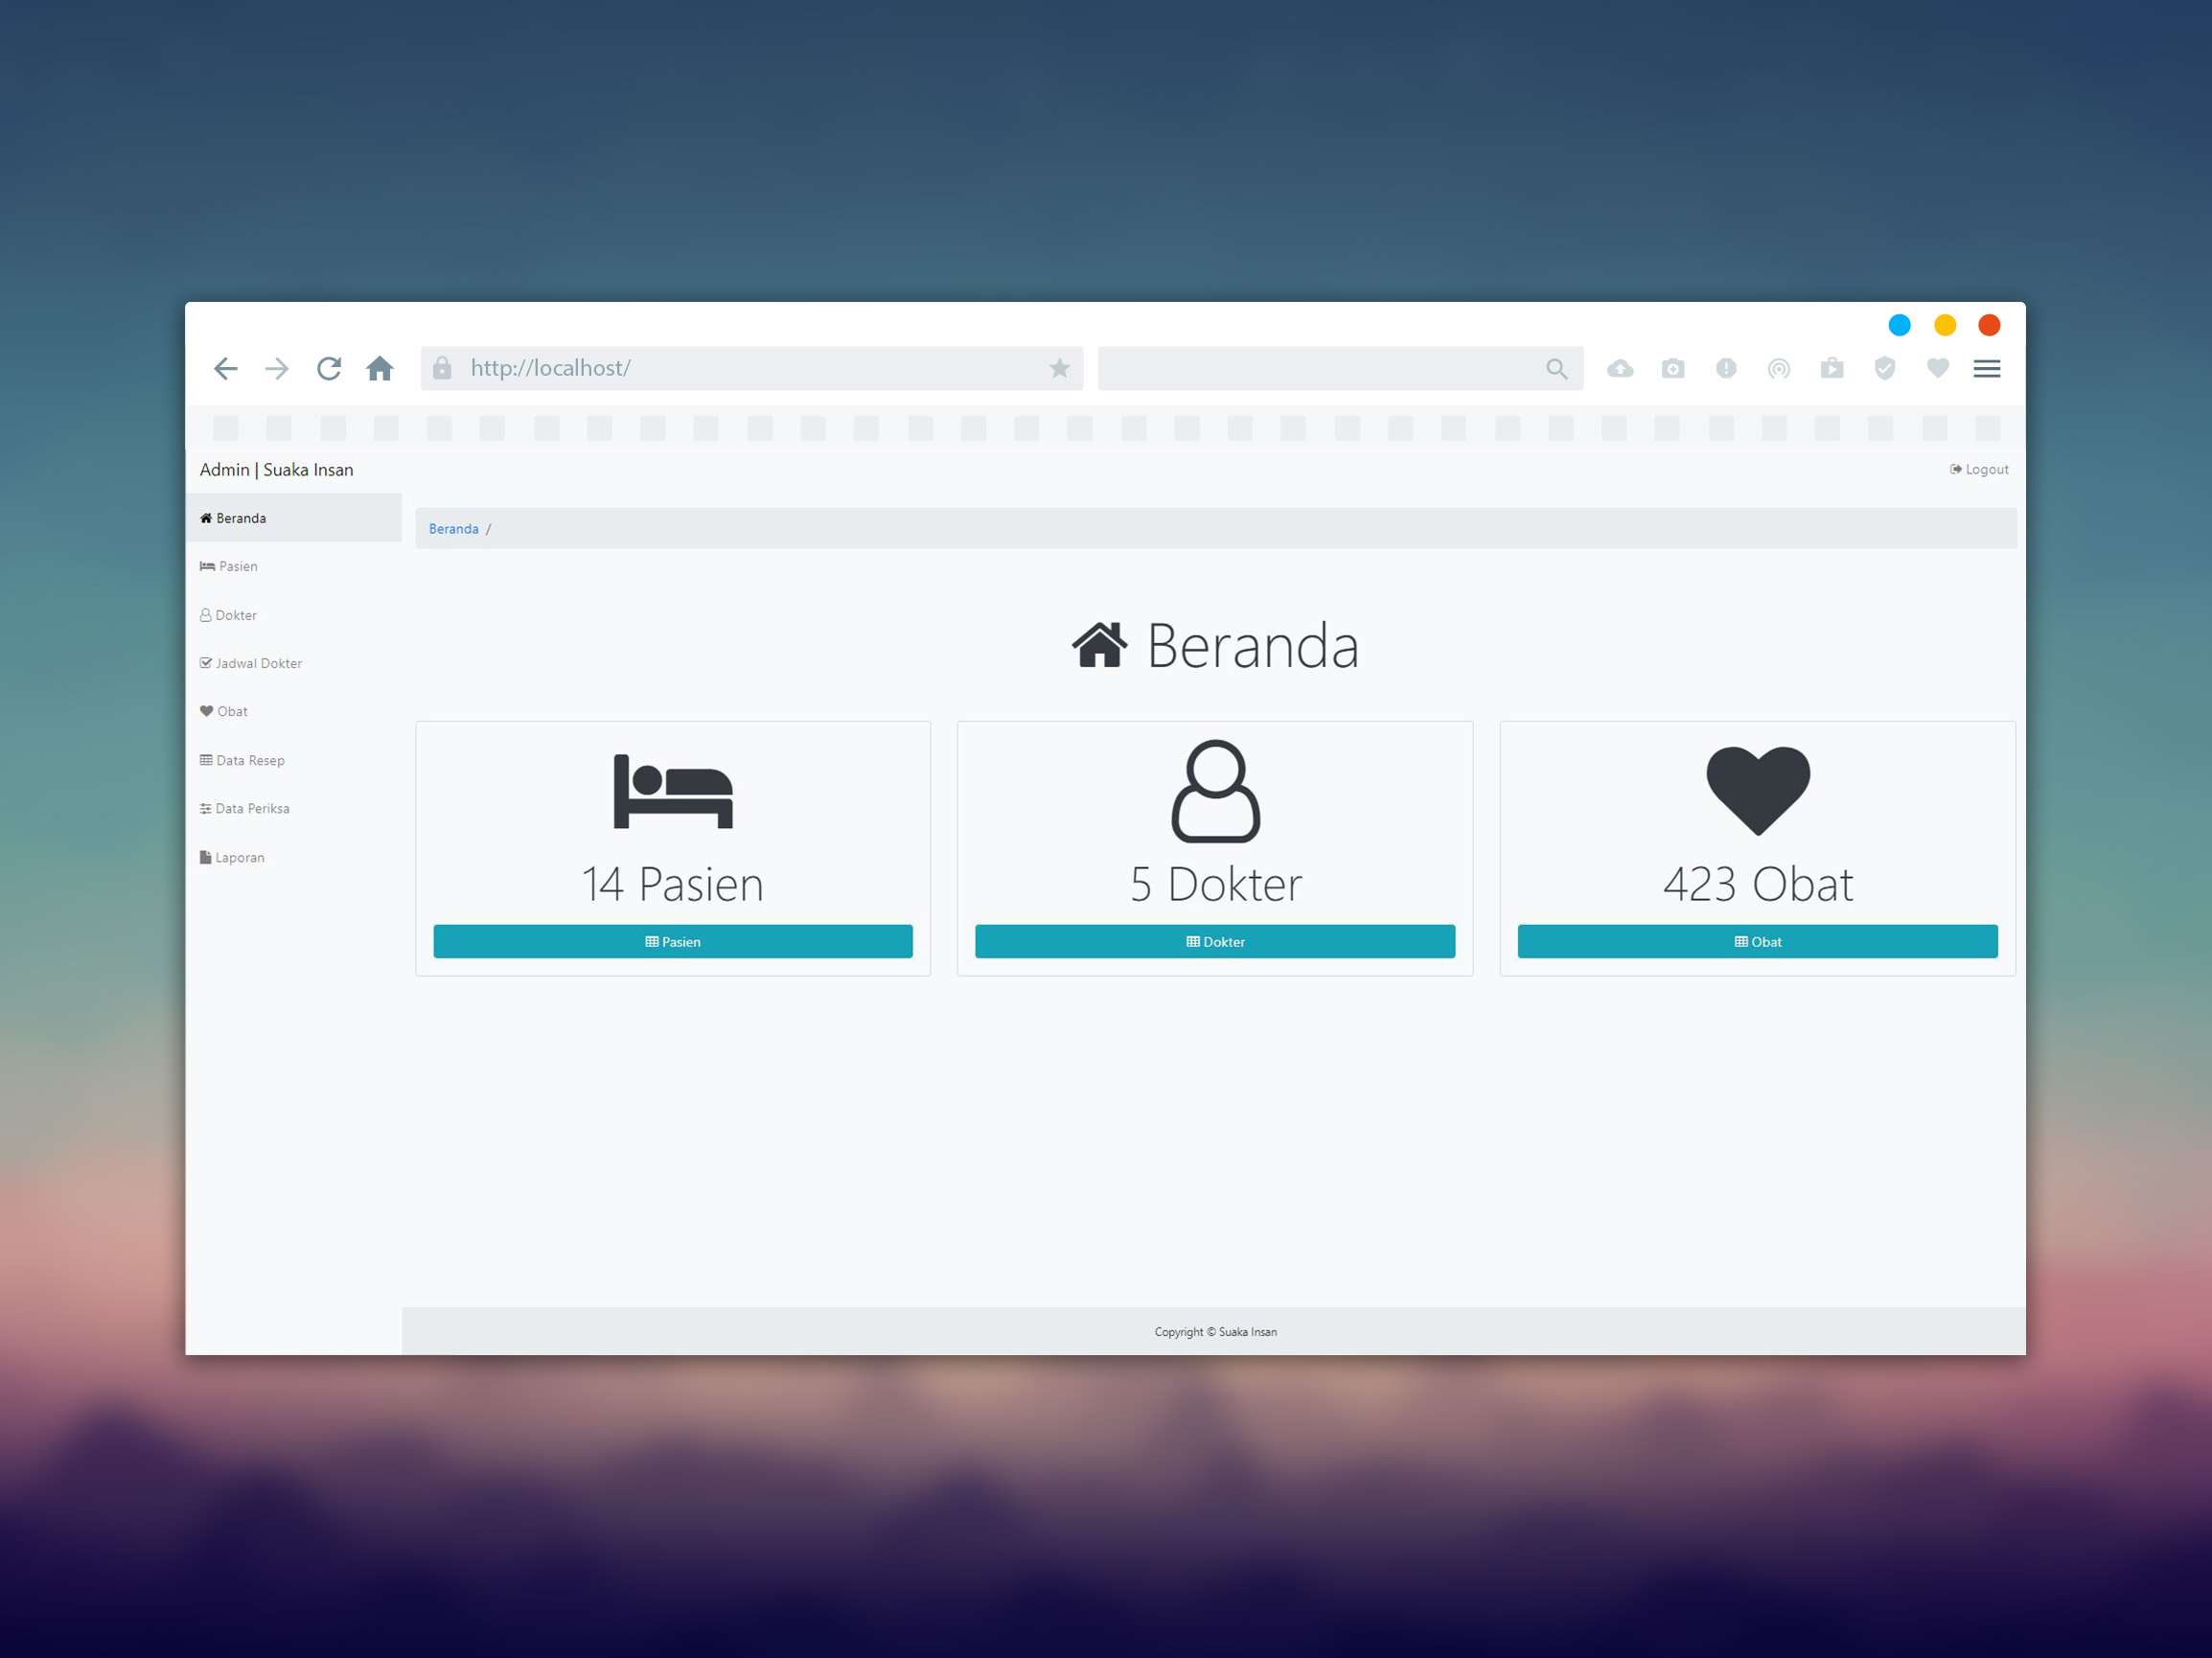 http://localhost/
Admin | Suaka Insan
Logout
Beranda
Pasien
Dokter
Jadwal Dokter
Obat
Data Resep
Data Periksa
Laporan
Beranda /
Beranda
14 Pasien
Pasien
5 Dokter
Dokter
423 Obat
Obat
Copyright © Suaka Insan